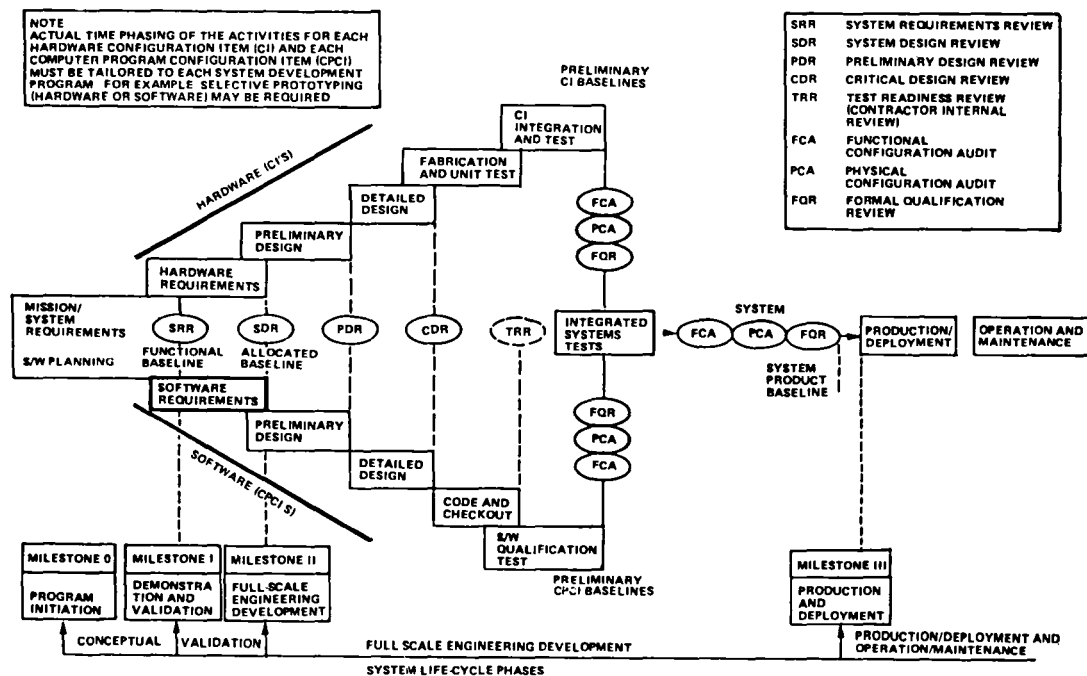 NOTE
ACTUAL TIME PHASING OF THE ACTIVITIES FOR EACH
HARDWARE CONFIGURATION ITEM (CI) AND EACH
COMPUTER PROGRAM CONFIGURATION ITEM (CPCI)
MUST BE TAILORED TO EACH SYSTEM DEVELOPMENT
PROGRAM FOR EXAMPLE SELECTIVE PROTOTYPING
(HARDWARE OR SOFTWARE) MAY BE REQUIRED
SRR SYSTEM REQUIREMENTS REVIEW
SDR SYSTEM DESIGN REVIEW
PDR PRELIMINARY DESIGN REVIEW
CDR CRITICAL DESIGN REVIEW
TRR TEST READINESS REVIEW
(CONTRACTOR INTERNAL
REVIEW)
FCA FUNCTIONAL
CONFIGURATION AUDIT
PCA PHYSICAL
CONFIGURATION AUDIT
FQR FORMAL QUALIFICATION
REVIEW
PRELIMINARY
CI BASELINES
CI
INTEGRATION
AND TEST
FABRICATION
AND UNIT TEST
DETAILED
DESIGN
PRELIMINARY
DESIGN
HARDWARE
REQUIREMENTS
HARDWARE (CI'S)
FCA
PCA
FQR
MISSION/
SYSTEM
REQUIREMENTS
S/W PLANNING
SRR
FUNCTIONAL
BASELINE
SDR
ALLOCATED
BASELINE
PDR
CDR
TRR
INTEGRATED
SYSTEMS
TESTS
SYSTEM
FCA
PCA
FQR
SYSTEM
PRODUCT
BASELINE
PRODUCTION/
DEPLOYMENT
OPERATION AND
MAINTENANCE
SOFTWARE
REQUIREMENTS
PRELIMINARY
DESIGN
DETAILED
DESIGN
CODE AND
CHECKOUT
S/W
QUALIFICATION
TEST
SOFTWARE (CPCI S)
FQR
PCA
FCA
PRELIMINARY
CPCI BASELINES
MILESTONE 0
PROGRAM
INITIATION
MILESTONE I
DEMONSTRA
TION AND
VALIDATION
MILESTONE II
FULL-SCALE
ENGINEERING
DEVELOPMENT
MILESTONE III
PRODUCTION
AND
DEPLOYMENT
CONCEPTUAL
VALIDATION
FULL SCALE ENGINEERING DEVELOPMENT
PRODUCTION/DEPLOYMENT AND
OPERATION/MAINTENANCE
SYSTEM LIFE-CYCLE PHASES